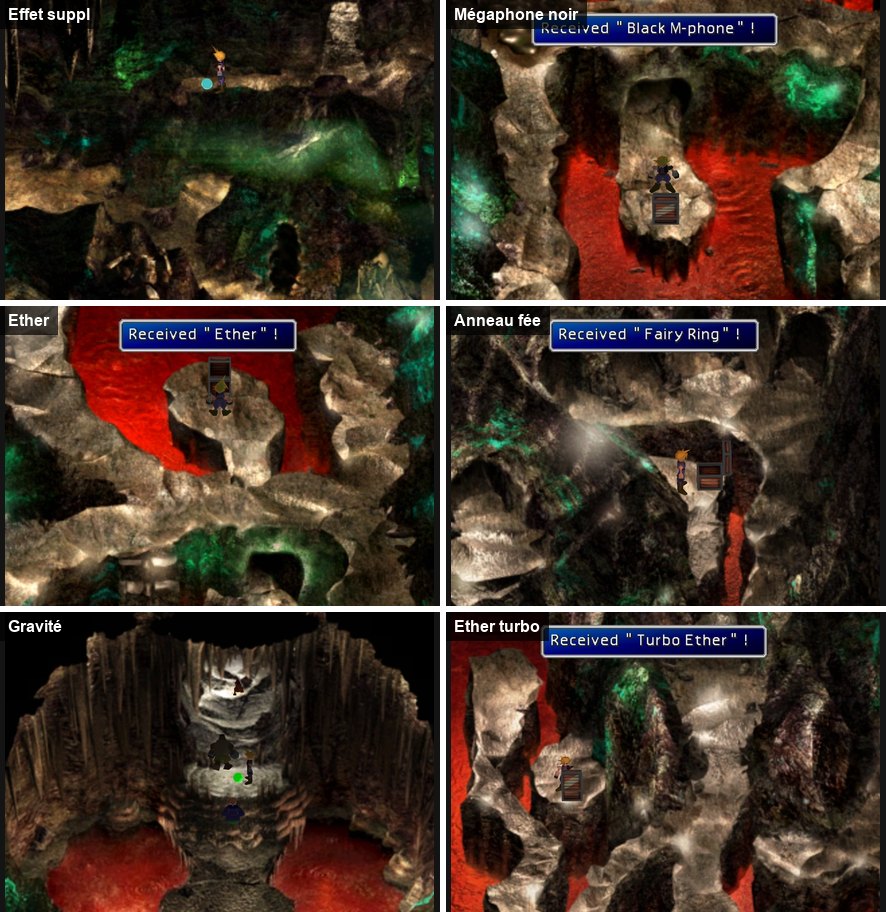 Effet suppl
Mégaphone noir
Received "Black M-phone" !
Ether
Received "Ether" !
Anneau fée
Received "Fairy Ring" !
Gravité
Ether turbo
Received "Turbo Ether" !